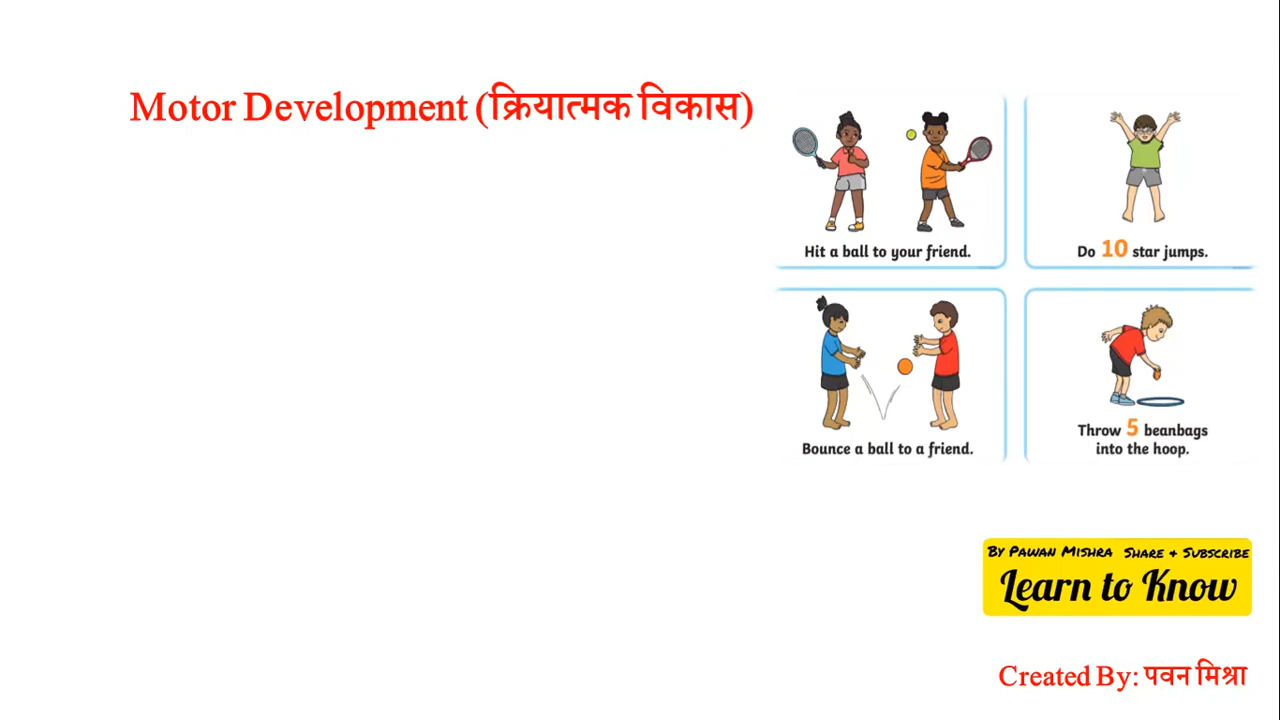 Motor Development (क्रियात्मक विकास)
Hit a ball to your friend.
Do 10 star jumps.
Bounce a ball to a friend.
Throw 5 beanbags
into the hoop.
By Pawan Mishra Share & Subscribe
Learn to Know
Created By: पवन मिश्रा